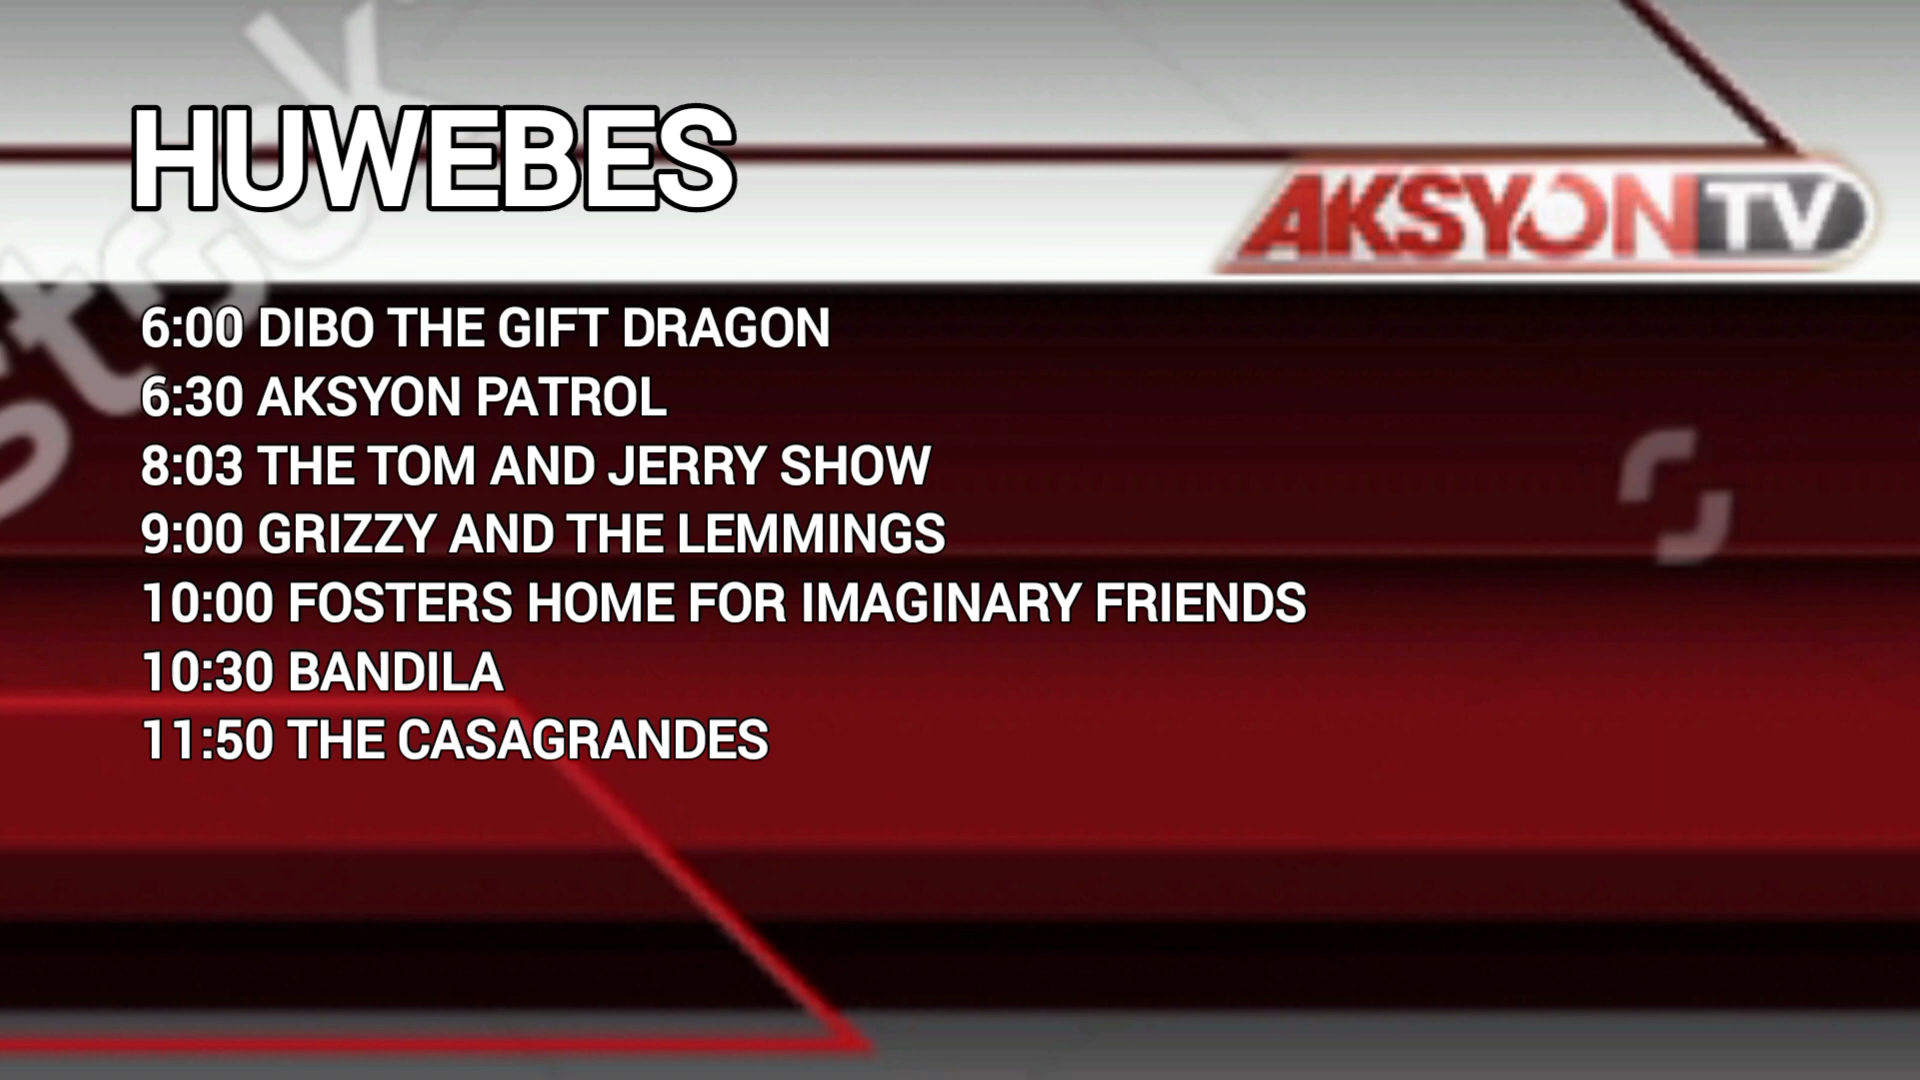 HUWEBES
AKSYON TV
6:00 DIBO THE GIFT DRAGON
6:30 AKSYON PATROL
8:03 THE TOM AND JERRY SHOW
9:00 GRIZZY AND THE LEMMINGS
10:00 FOSTERS HOME FOR IMAGINARY FRIENDS
10:30 BANDILA
11:50 THE CASAGRANDES